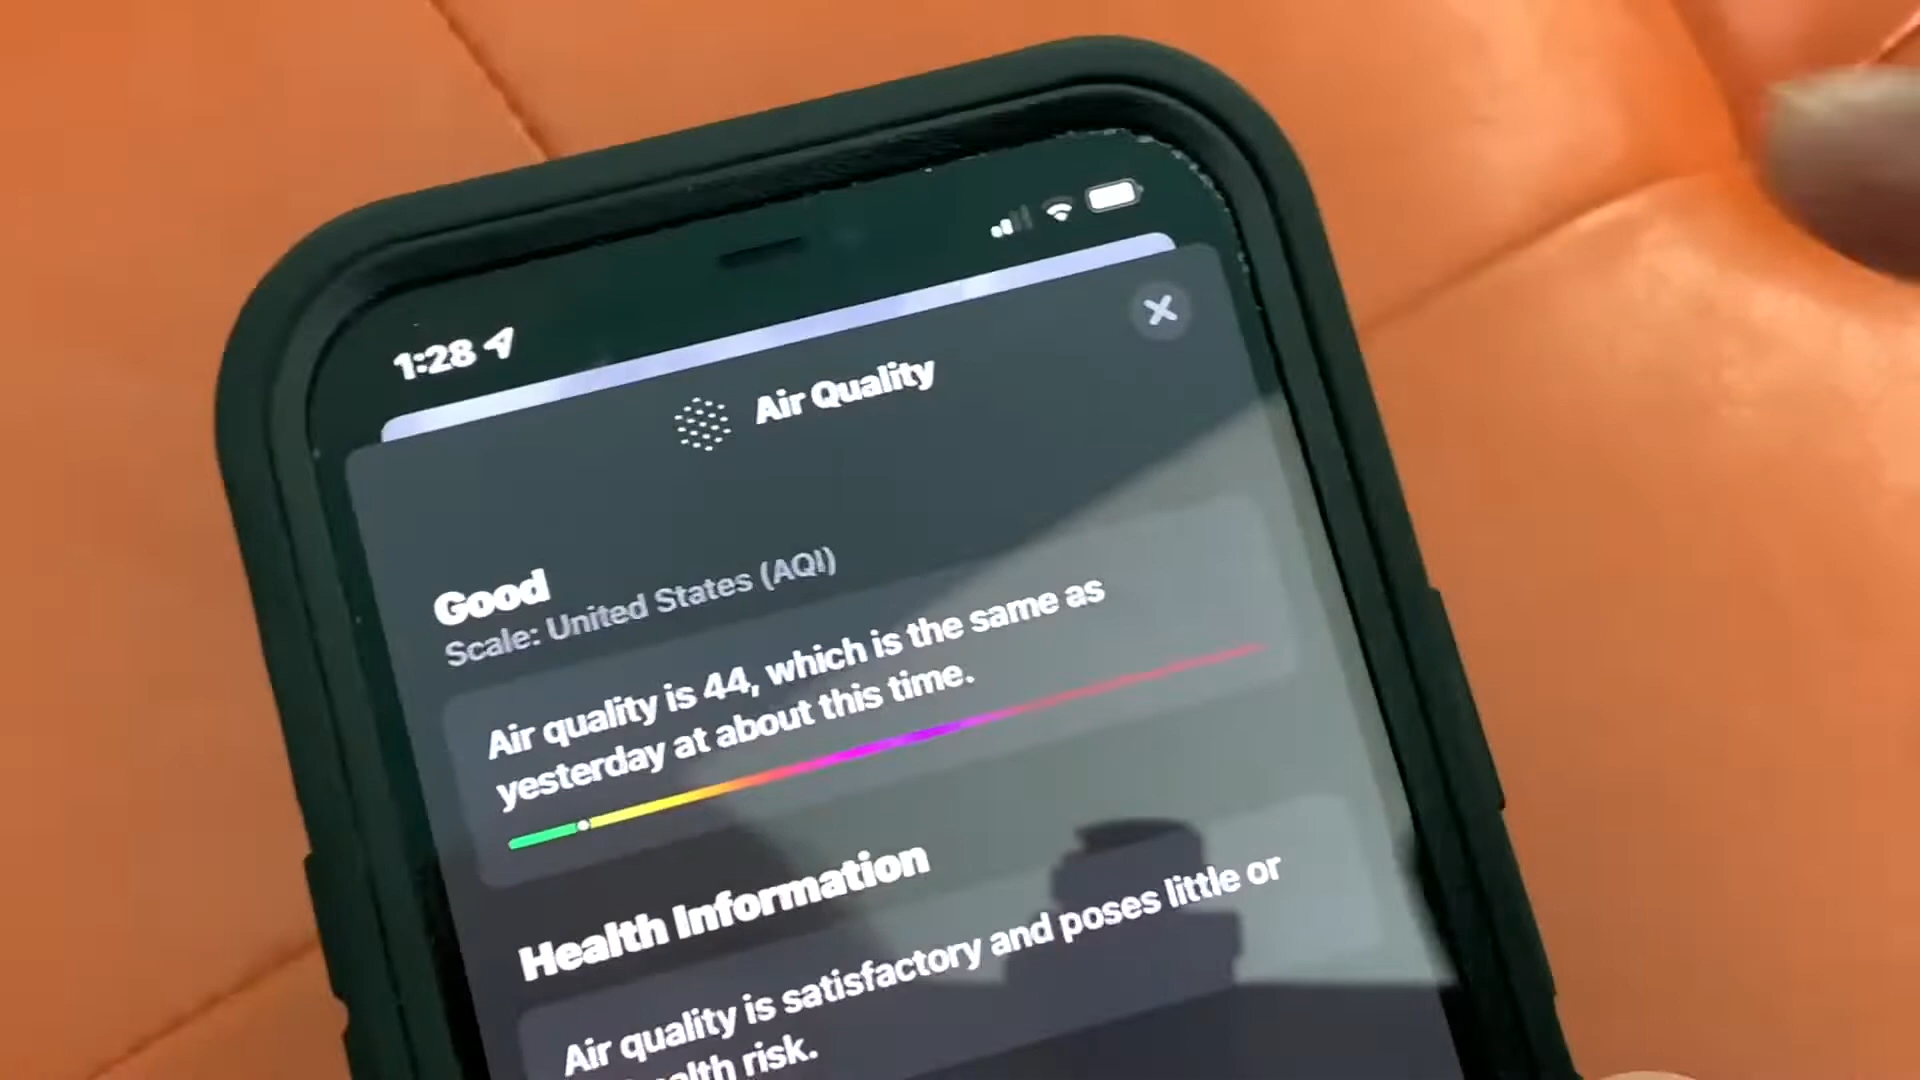 1:28
Air Quality
Good
Scale: United States (AQI)
Air quality is 44, which is the same as
yesterday at about this time.
Health Information
Air quality is satisfactory and poses little or
risk.